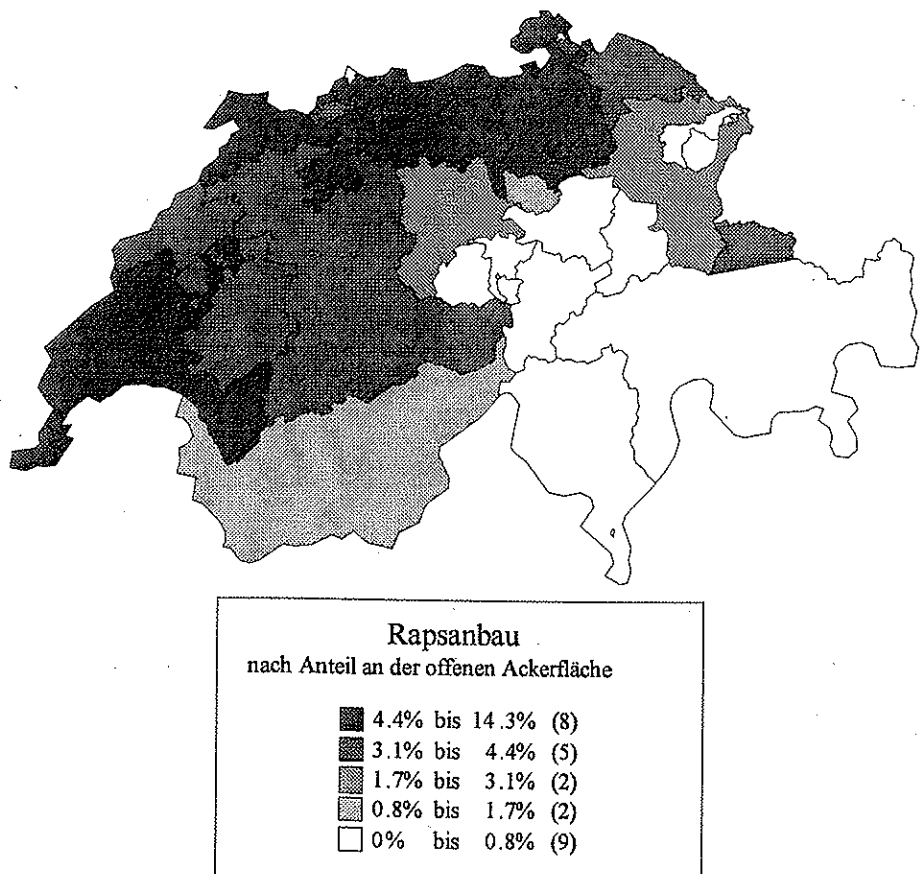 Rapsanbau
nach Anteil an der offenen Ackerfläche
4.4% bis 14.3% (8)
3.1% bis 4.4% (5)
1.7% bis 3.1% (2)
0.8% bis 1.7% (2)
0% bis 0.8% (9)